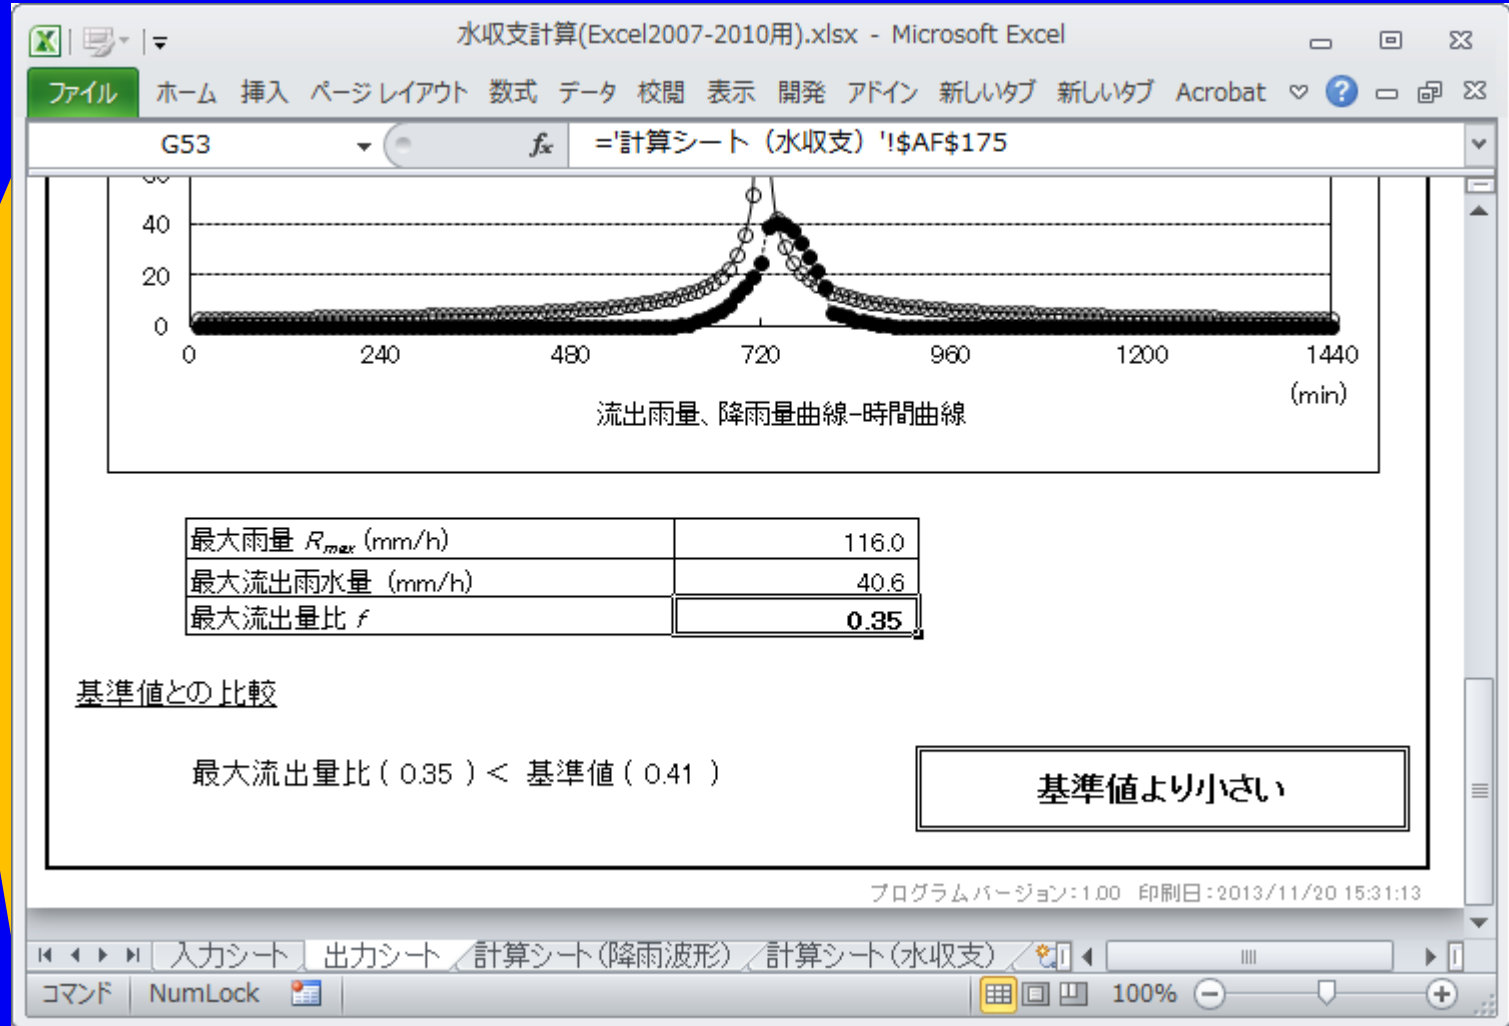 水収支計算(Excel2007-2010用).xlsx - Microsoft Excel
ファイル ホーム 挿入 ページ レイアウト 数式 データ 校閲 表示 開発 アドイン 新しいタブ 新しいタブ Acrobat
G53 fx ='計算シート（水収支）'!$AF$175
40
20
0
0 240 480 720 960 1200 1440
(min)
流出雨量、降雨量曲線-時間曲線
最大雨量 Rmax (mm/h) 116.0
最大流出雨水量 (mm/h) 40.6
最大流出量比 f 0.35
基準値との比較
最大流出量比 ( 0.35 ) < 基準値 ( 0.41 )
基準値より小さい
プログラムバージョン：1.00 印刷日：2013/11/20 15:31:13
入力シート 出力シート 計算シート(降雨波形) 計算シート(水収支)
コマンド NumLock 100%